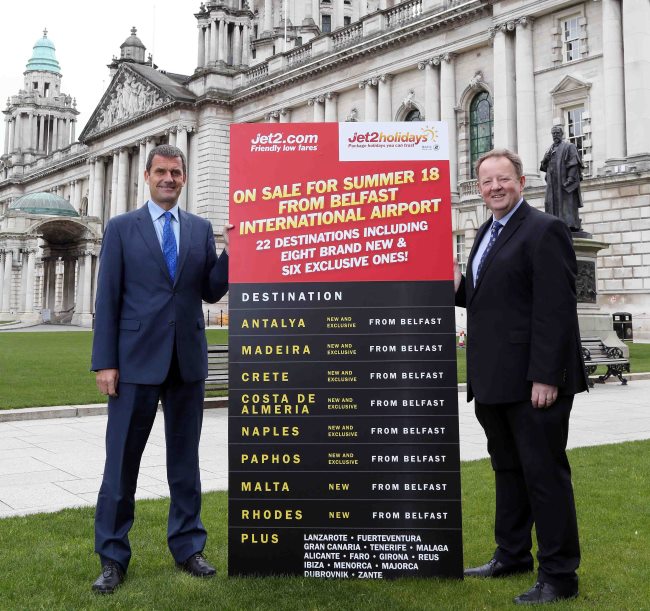 Jet2.com
Friendly low fares
Jet2holidays
Package holidays you can trust
ON SALE FOR SUMMER 18
FROM BELFAST
INTERNATIONAL AIRPORT
22 DESTINATIONS INCLUDING
EIGHT BRAND NEW &
SIX EXCLUSIVE ONES!
DESTINATION
ANTALYA NEW AND EXCLUSIVE FROM BELFAST
MADEIRA NEW AND EXCLUSIVE FROM BELFAST
CRETE NEW AND EXCLUSIVE FROM BELFAST
COSTA DE ALMERIA NEW AND EXCLUSIVE FROM BELFAST
NAPLES NEW AND EXCLUSIVE FROM BELFAST
PAPHOS NEW AND EXCLUSIVE FROM BELFAST
MALTA NEW FROM BELFAST
RHODES NEW FROM BELFAST
PLUS LANZAROTE • FUERTEVENTURA
GRAN CANARIA • TENERIFE • MALAGA
ALICANTE • FARO • GIRONA • REUS
IBIZA • MENORCA • MAJORCA
DUBROVNIK • ZANTE